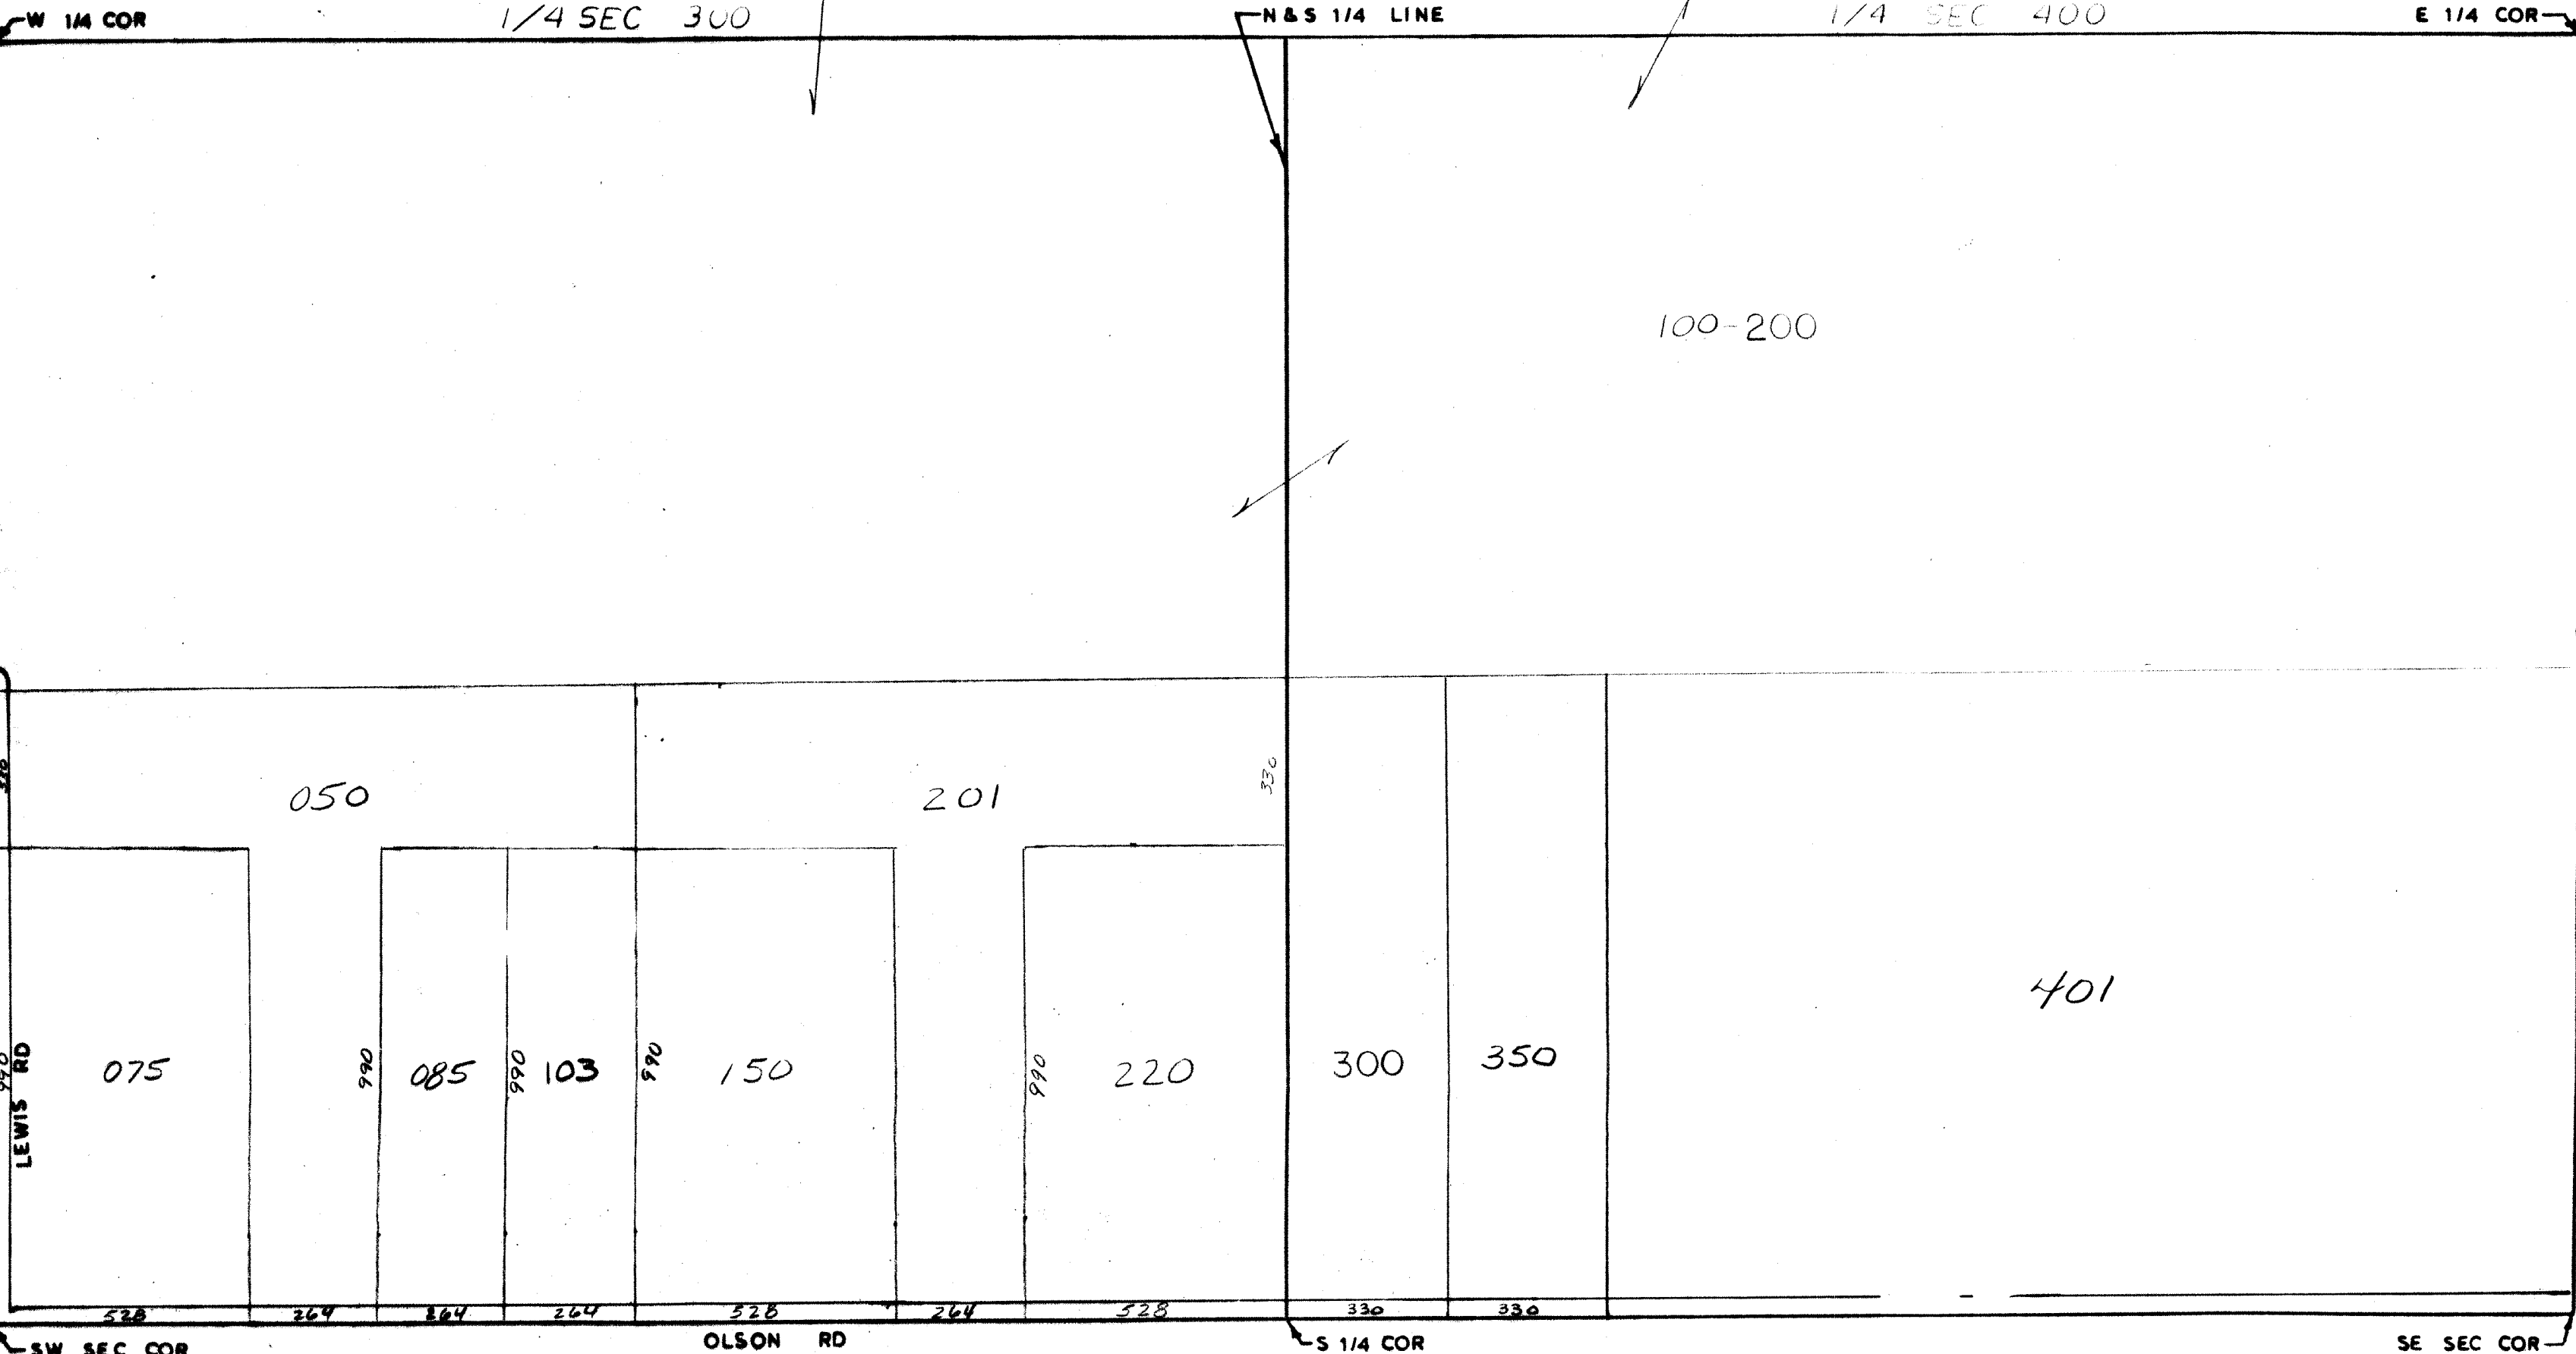 W 1/4 COR
1/4 SEC 300
N & S 1/4 LINE
1/4 SEC 400
E 1/4 COR
100-200
330
050
201
330
990
LEWIS RD
075
990
085
990
103
990
150
990
220
300
350
401
528
264
264
264
528
264
528
330
330
SW SEC COR
OLSON RD
S 1/4 COR
SE SEC COR